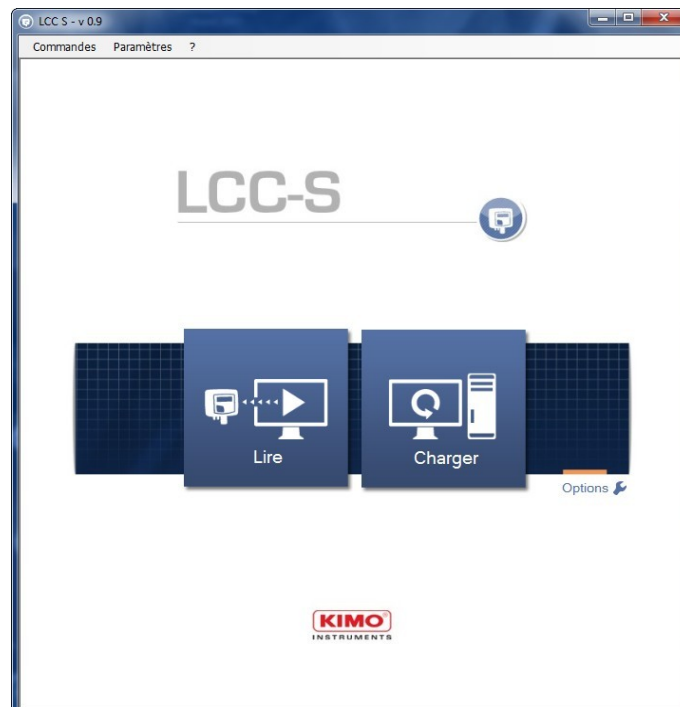 LCC S - v 0.9
Commandes Paramètres ?
LCC-S
Lire Charger
Options
KIMO®
INSTRUMENTS